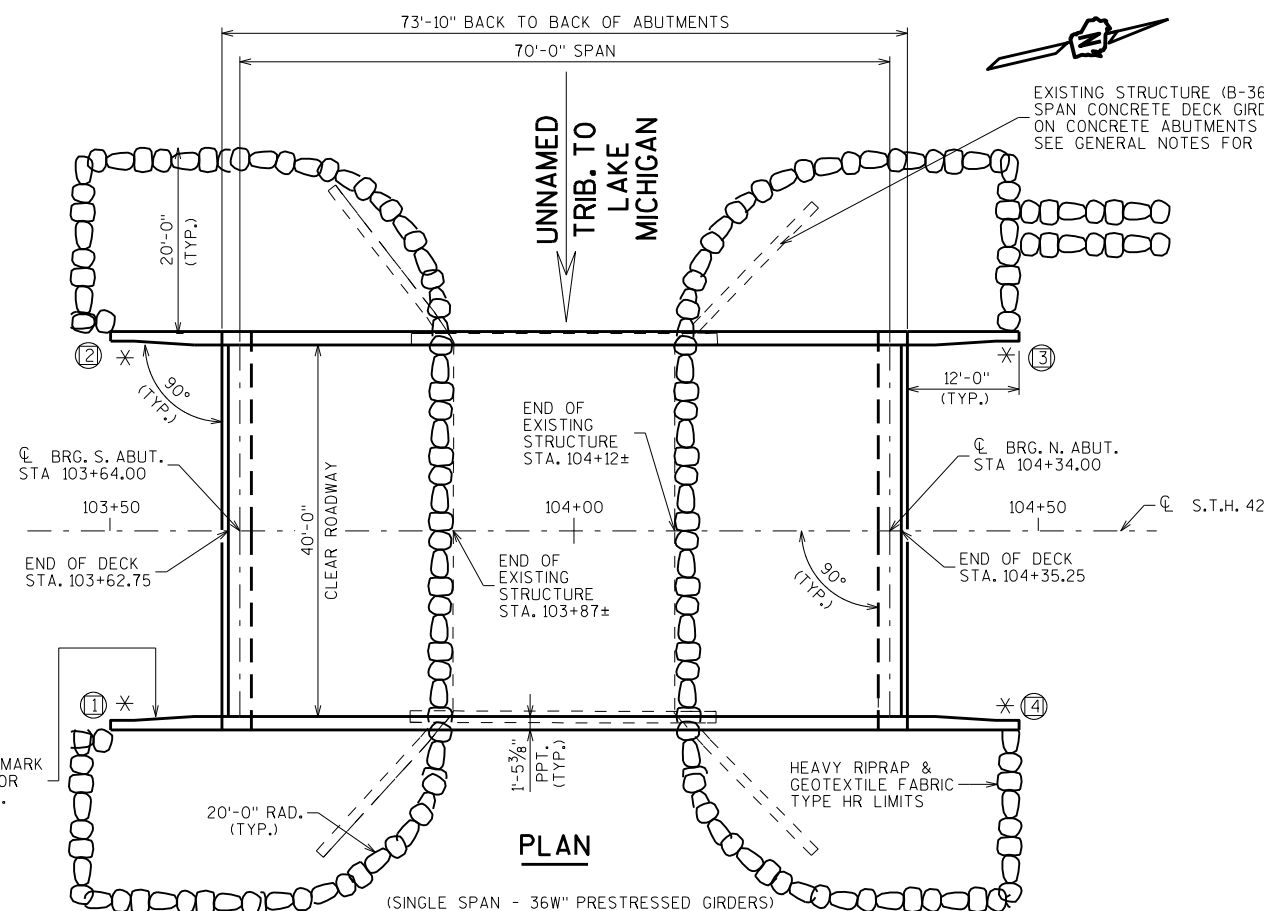 73'-10" BACK TO BACK OF ABUTMENTS
70'-0" SPAN
N
EXISTING STRUCTURE (B-36
SPAN CONCRETE DECK GIRD
ON CONCRETE ABUTMENTS
SEE GENERAL NOTES FOR
UNNAMED
TRIB. TO
LAKE
MICHIGAN
20'-0"
(TYP.)
2
3
90°
(TYP.)
12'-0"
(TYP.)
END OF
EXISTING
STRUCTURE
STA. 104+12±
℄ BRG. S. ABUT.
STA 103+64.00
℄ BRG. N. ABUT.
STA 104+34.00
103+50
104+00
104+50
℄ S.T.H. 42
40'-0"
CLEAR ROADWAY
END OF DECK
STA. 103+62.75
END OF
EXISTING
STRUCTURE
STA. 103+87±
90°
(TYP.)
END OF DECK
STA. 104+35.25
1
4
MARK
OR
.
1'-5⅜"
PPT.
(TYP.)
HEAVY RIPRAP &
GEOTEXTILE FABRIC
TYPE HR LIMITS
20'-0" RAD.
(TYP.)
PLAN
(SINGLE SPAN - 36W" PRESTRESSED GIRDERS)